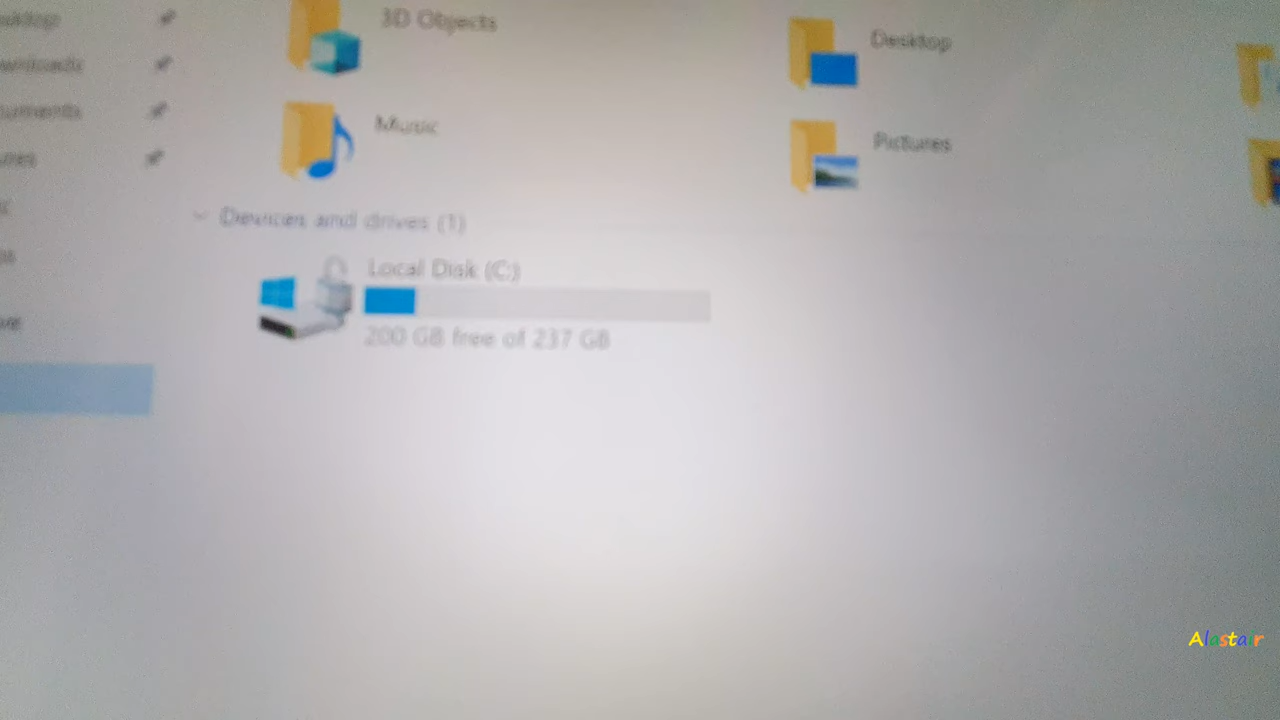 3D Objects
Desktop
Music
Pictures
Devices and drives (1)
Local Disk (C:)
200 GB free of 237 GB
Alastair